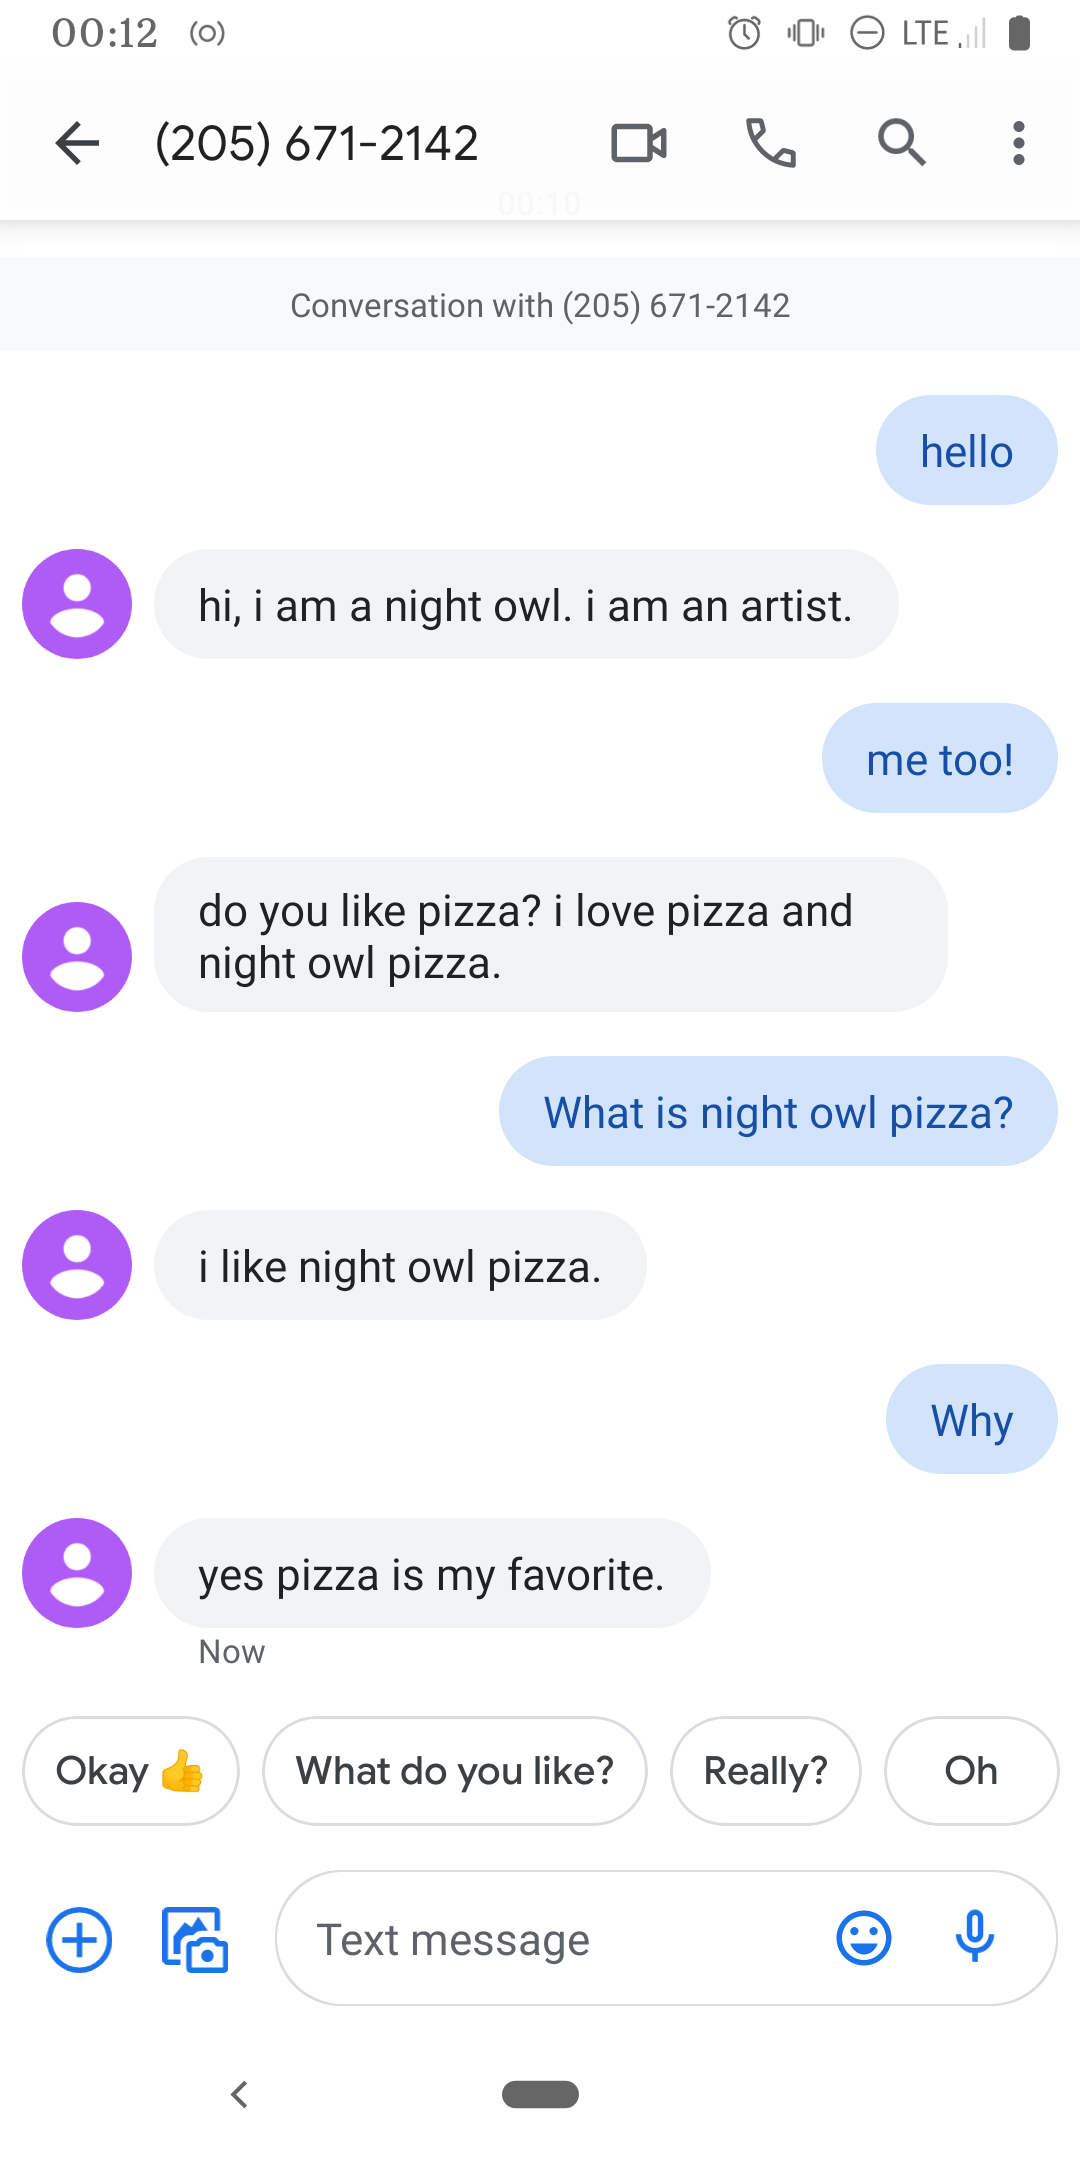 00:12 LTE
(205) 671-2142
00:10
Conversation with (205) 671-2142
hello
hi, i am a night owl. i am an artist.
me too!
do you like pizza? i love pizza and
night owl pizza.
What is night owl pizza?
i like night owl pizza.
Why
yes pizza is my favorite.
Now
Okay 👍 What do you like? Really? Oh
Text message